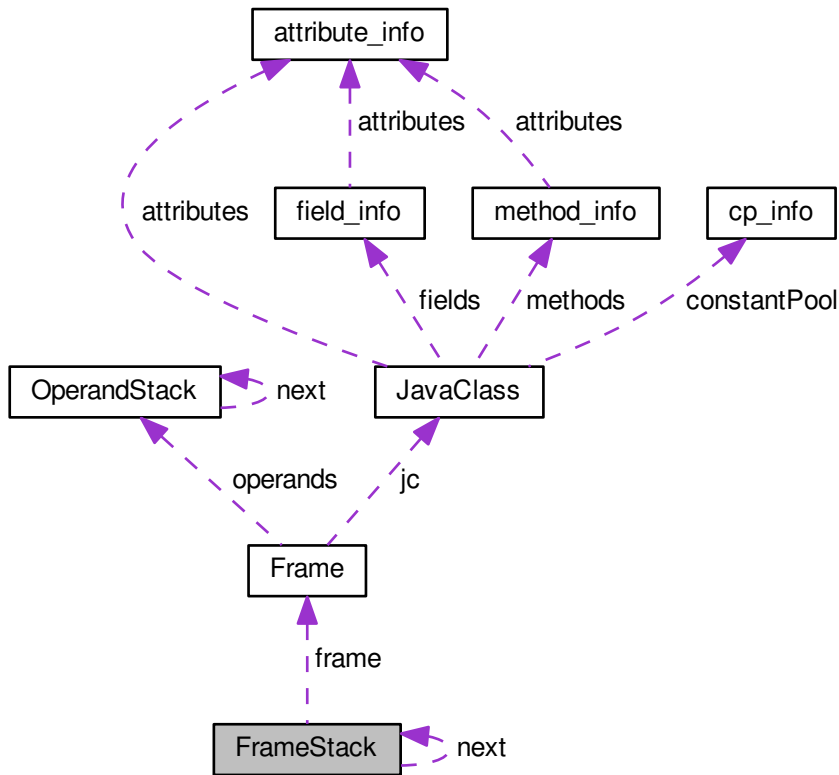 attribute_info
attributes
attributes
attributes
field_info
method_info
cp_info
fields
methods
constantPool
OperandStack
next
JavaClass
operands
jc
Frame
frame
FrameStack
next